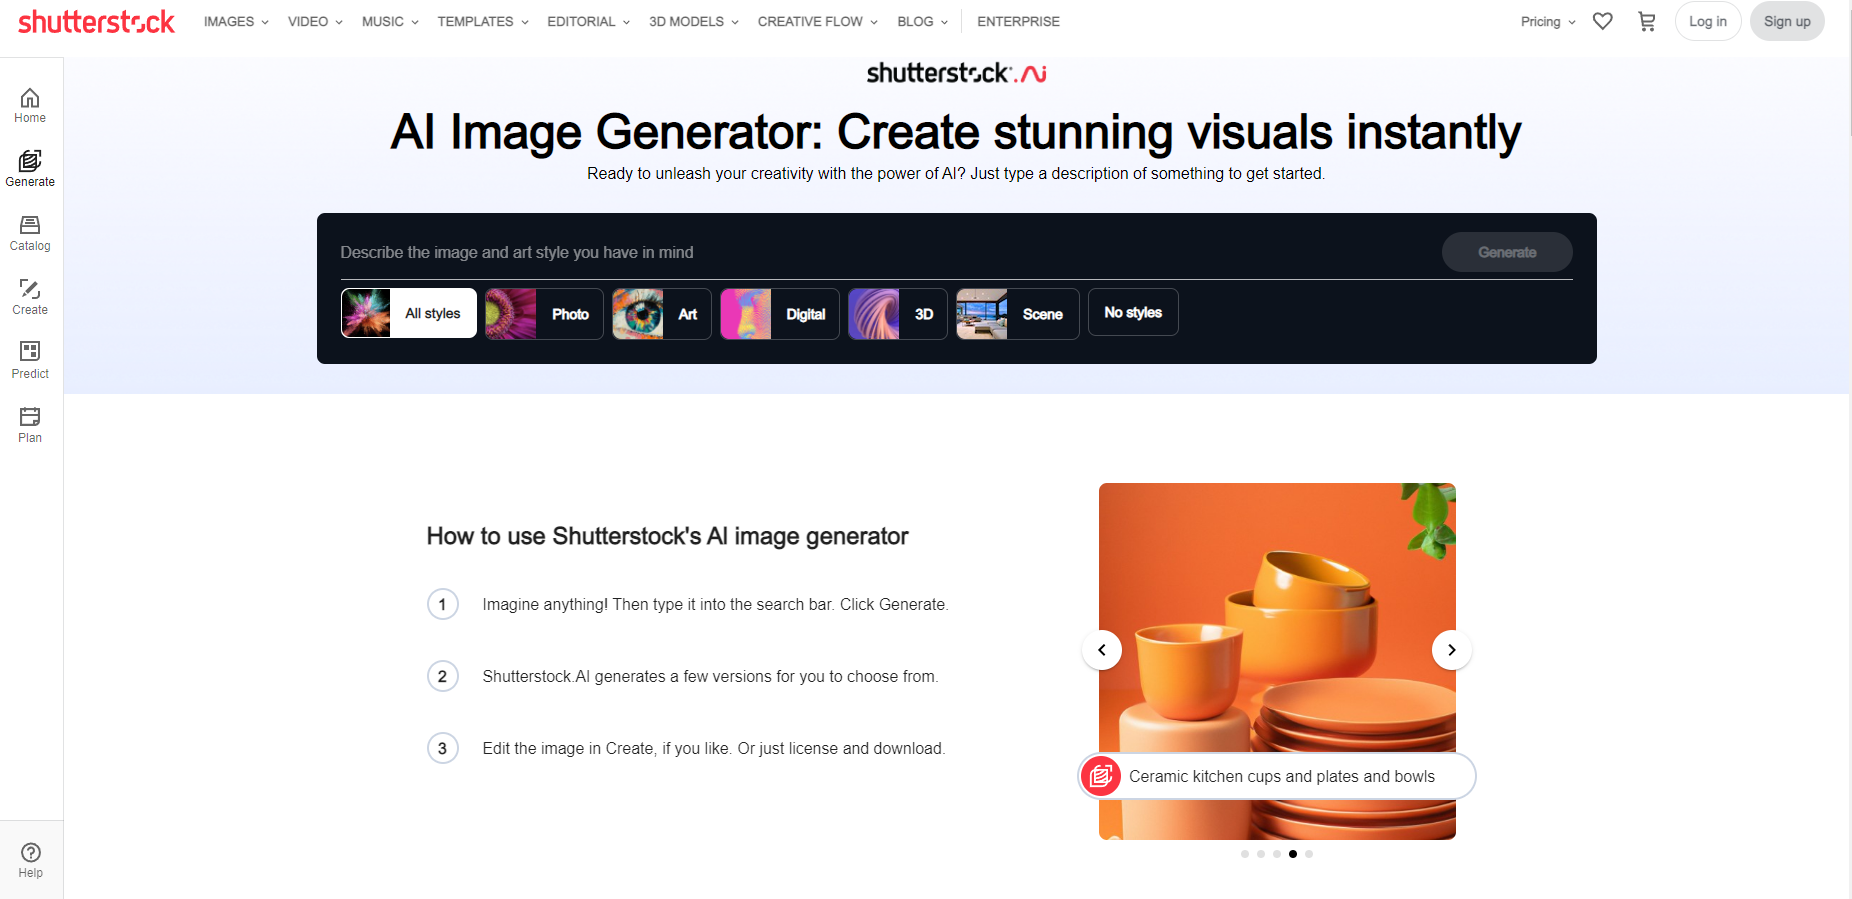 shutterstock
IMAGES
VIDEO
MUSIC
TEMPLATES
EDITORIAL
3D MODELS
CREATIVE FLOW
BLOG
ENTERPRISE
Pricing
Log in
Sign up
Home
Generate
Catalog
Create
Predict
Plan
Help
shutterstock.Ai
AI Image Generator: Create stunning visuals instantly
Ready to unleash your creativity with the power of AI? Just type a description of something to get started.
Describe the image and art style you have in mind
Generate
All styles
Photo
Art
Digital
3D
Scene
No styles
How to use Shutterstock's AI image generator
1 Imagine anything! Then type it into the search bar. Click Generate.
2 Shutterstock.AI generates a few versions for you to choose from.
3 Edit the image in Create, if you like. Or just license and download.
Ceramic kitchen cups and plates and bowls